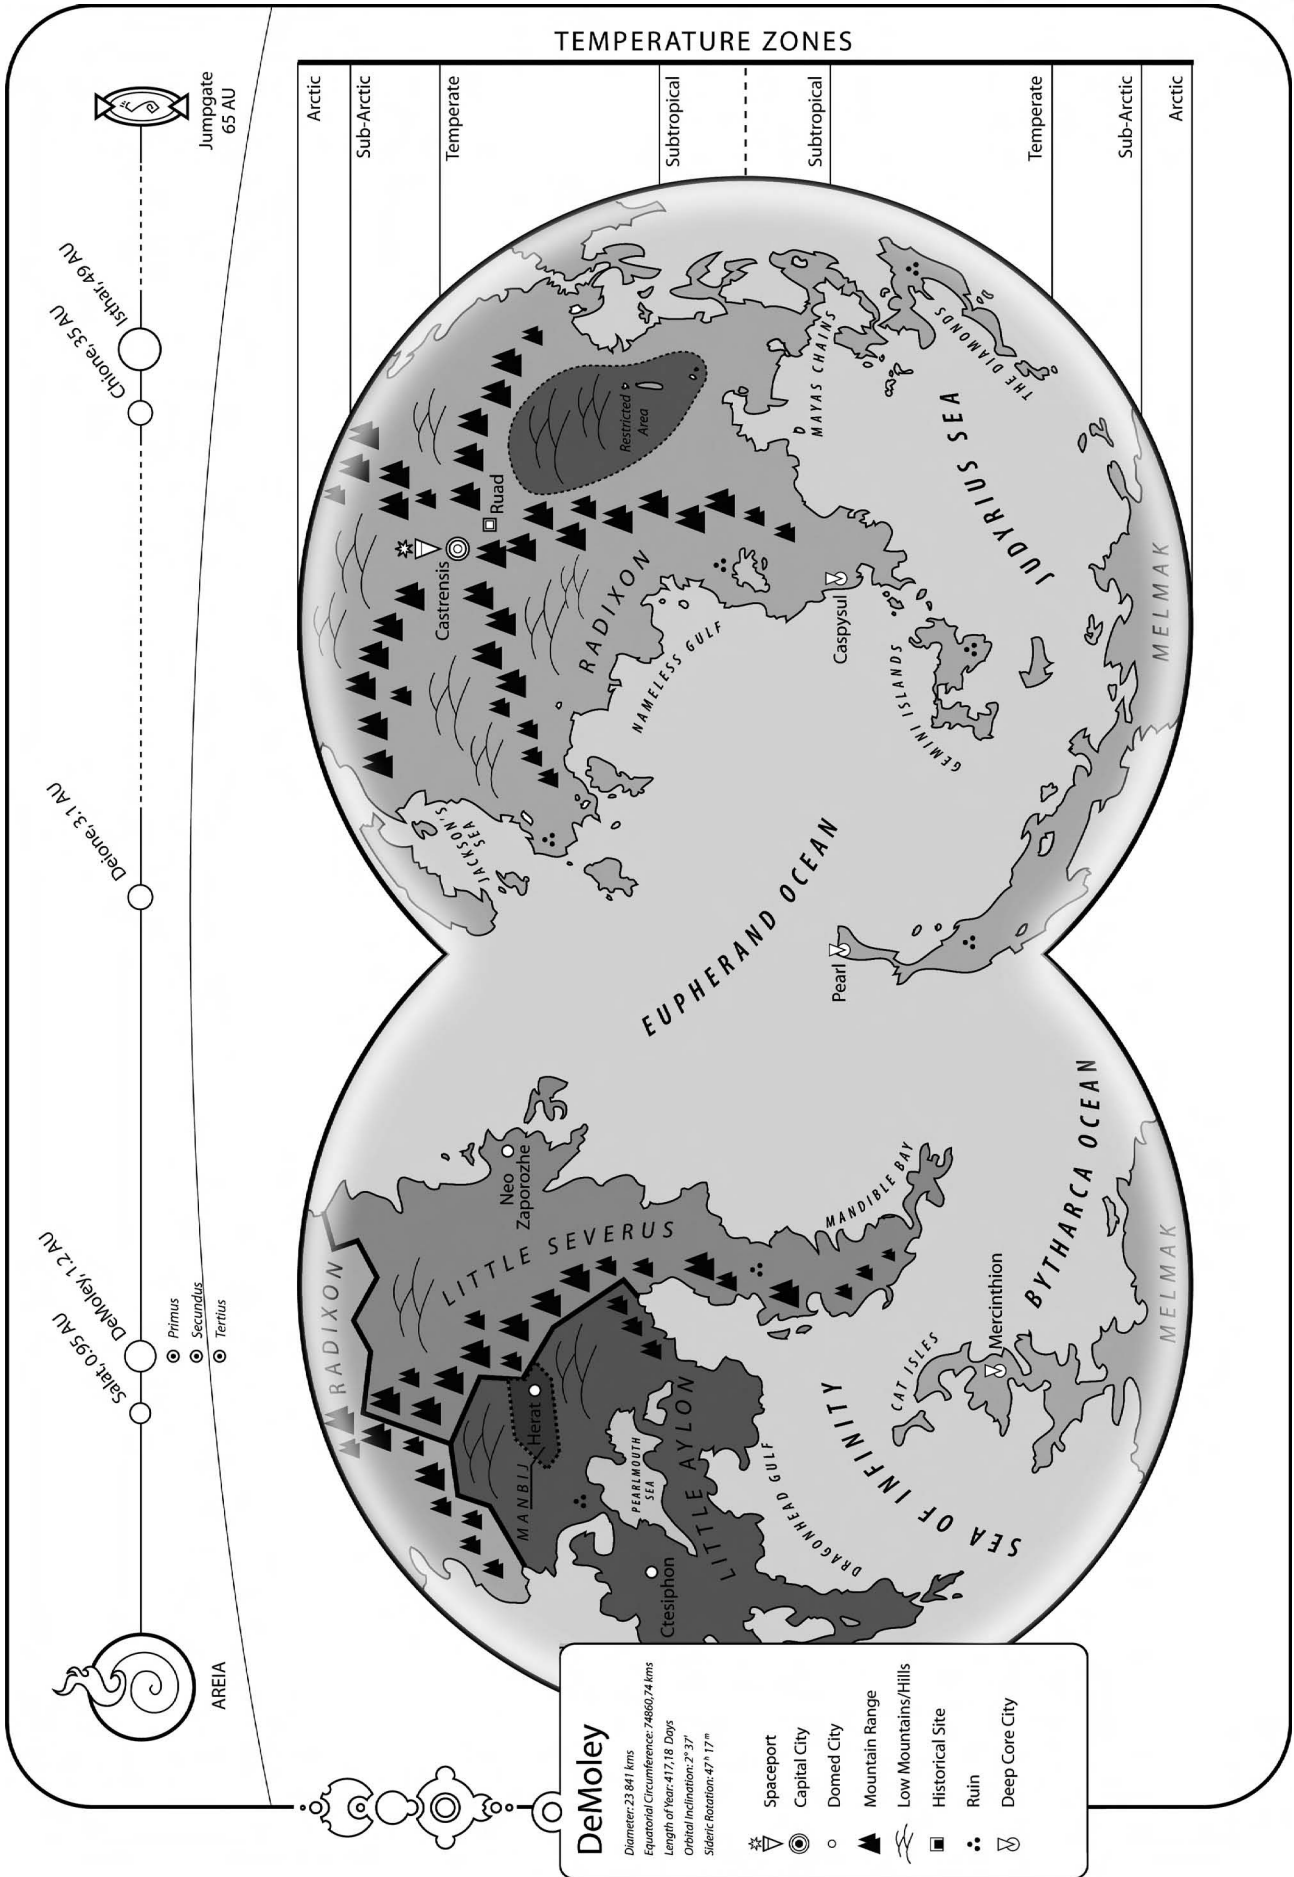 AREIA
Salat, 0.95 AU
DeMoley, 1.2 AU
Primus
Secundus
Tertius
Deione, 3.1 AU
Chione, 35 AU
Isthar, 49 AU
Jumpgate
65 AU
TEMPERATURE ZONES
Arctic
Sub-Arctic
Temperate
Subtropical
Subtropical
Temperate
Sub-Arctic
Arctic
RADIXON
LITTLE SEVERUS
Neo
Zaporozhe
MANBIJ
Herat
PEARLMOUTH
SEA
LITTLE AYLON
Ctesiphon
DRAGONHEAD GULF
MANDIBLE BAY
SEA OF INFINITY
CAT ISLES
Mercinthion
BYTHARCA OCEAN
MELMAK
EUPHERAND OCEAN
Pearl
JACKSON'S
SEA
Castrensis
Ruad
RADIXON
NAMELESS GULF
Restricted
Area
Caspysul
GEMINI ISLANDS
MAYAS CHAINS
THE DIAMONDS
JUDYRIUS SEA
MELMAK
DeMoley
Diameter: 23 841 kms
Equatorial Circumference: 74860,74 kms
Length of Year: 417,18 Days
Orbital Inclination: 2° 37'
Sideric Rotation: 47ʰ 17ᵐ
Spaceport
Capital City
Domed City
Mountain Range
Low Mountains/Hills
Historical Site
Ruin
Deep Core City